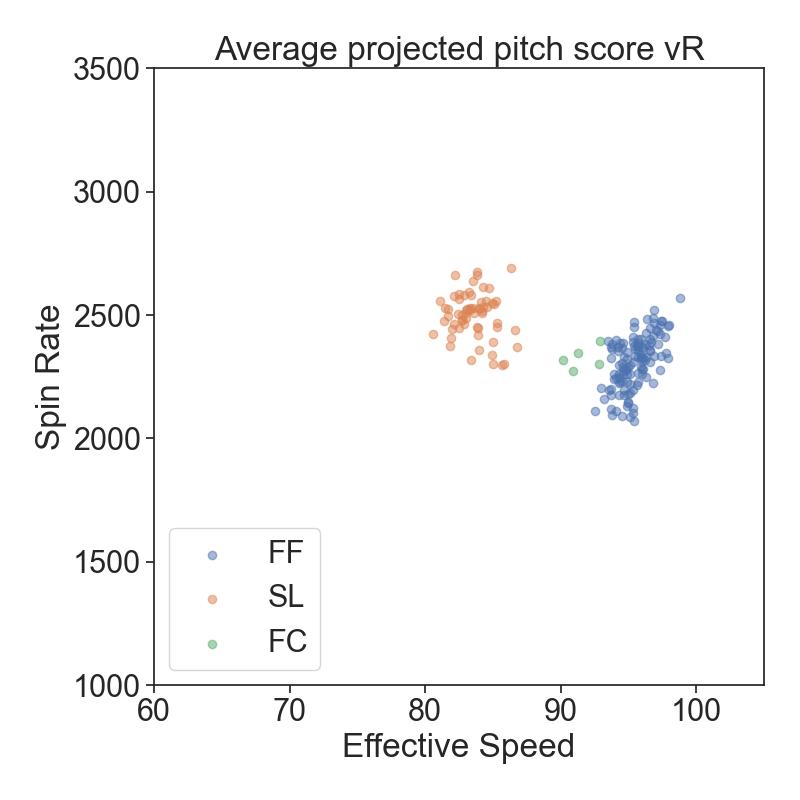 Average projected pitch score vR
3500
3000
2500
2000
1500
1000
Spin Rate
FF
SL
FC
60 70 80 90 100
Effective Speed